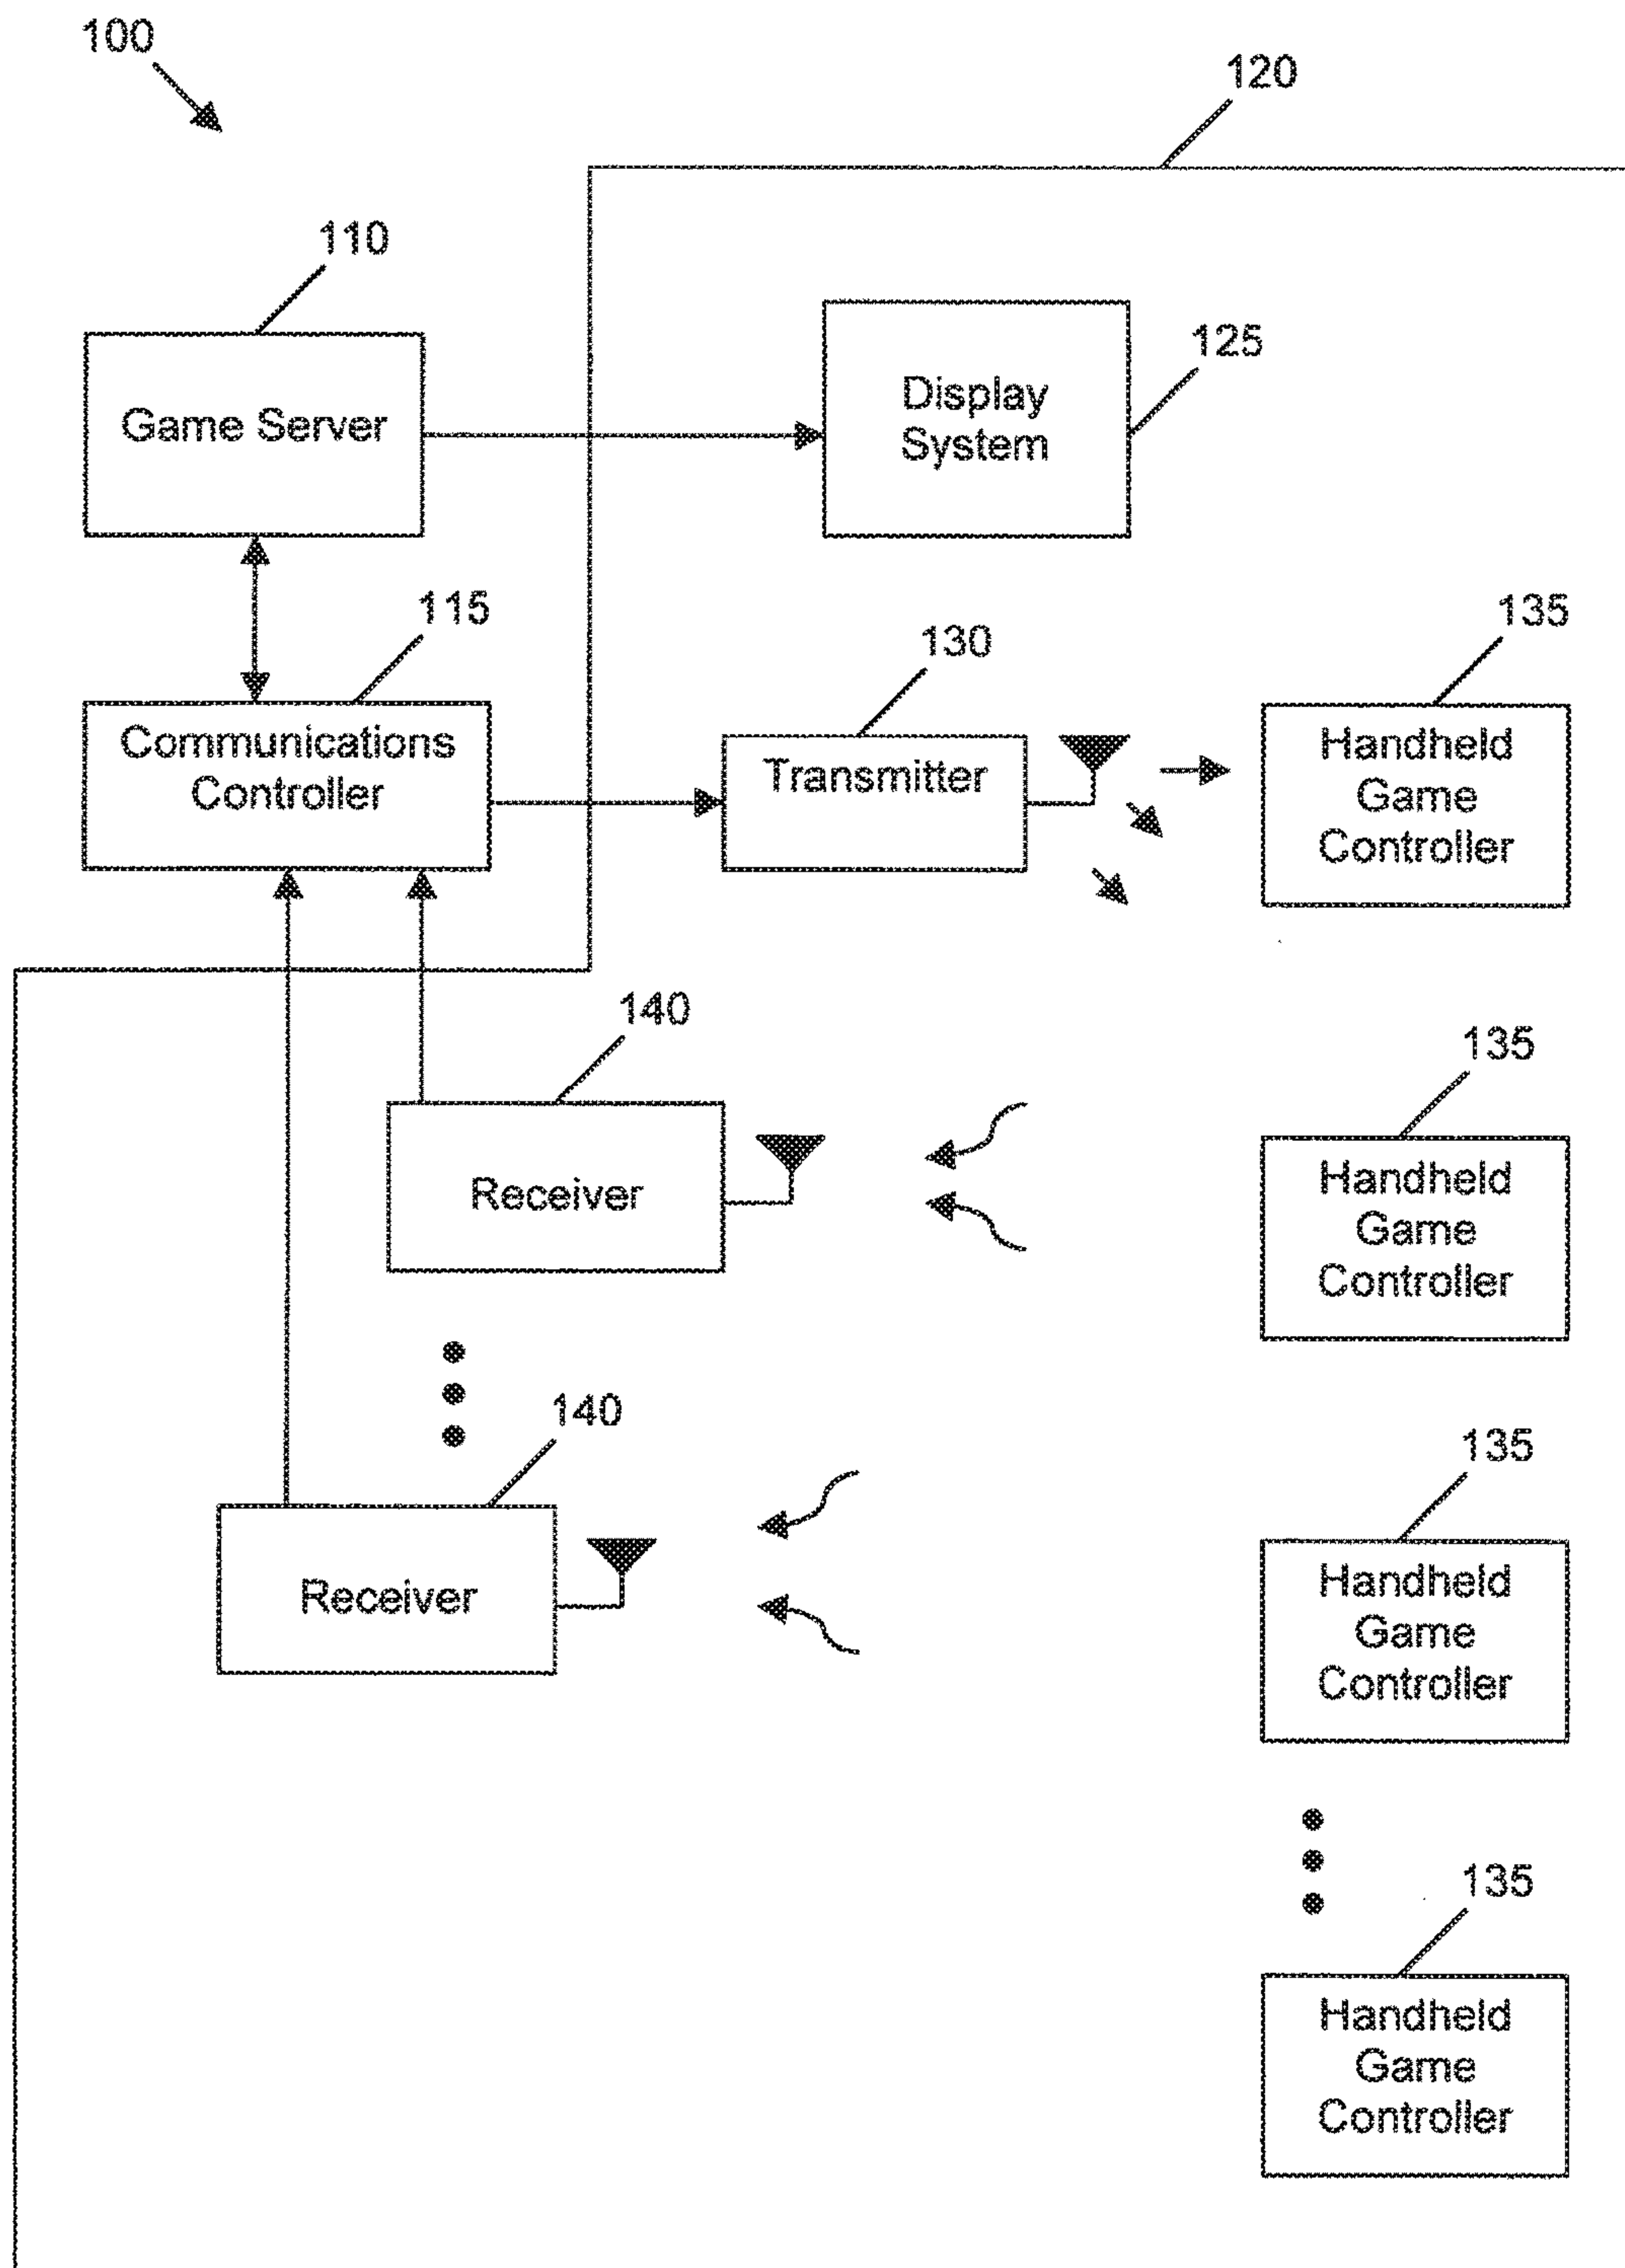 100
120
110
Game Server
Display
System
125
115
Communications
Controller
130
Transmitter
135
Handheld
Game
Controller
140
Receiver
135
Handheld
Game
Controller
140
Receiver
135
Handheld
Game
Controller
135
Handheld
Game
Controller